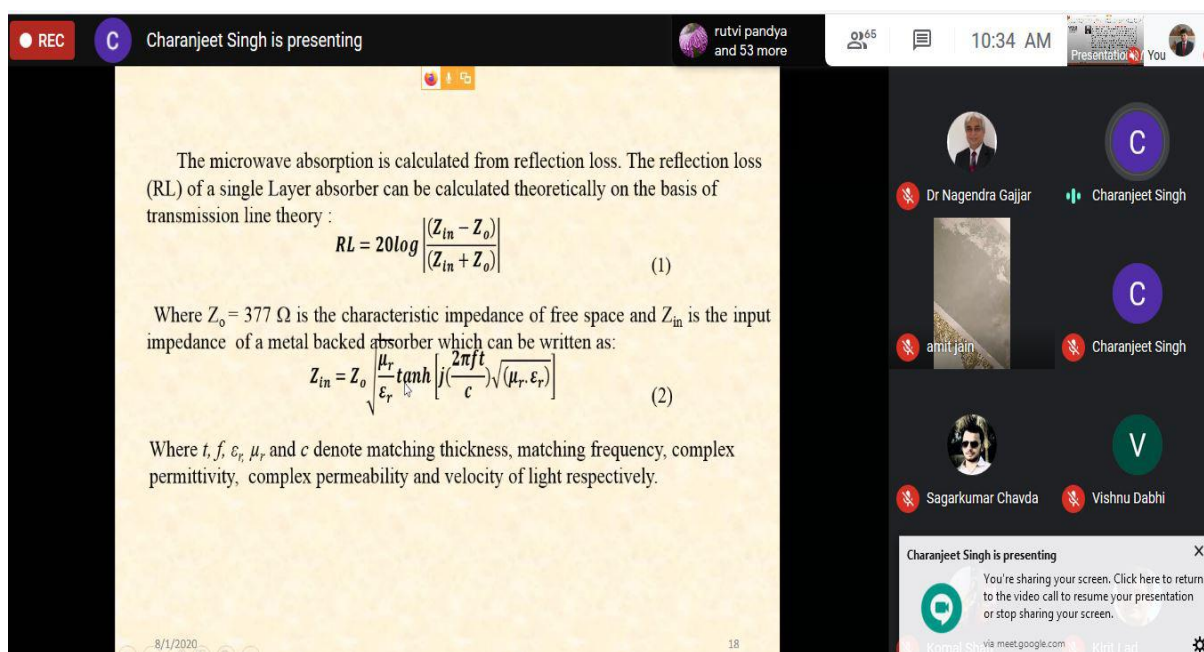 REC
C
Charanjeet Singh is presenting
rutvi pandya
and 53 more
65
10:34 AM
Presentation
You
The microwave absorption is calculated from reflection loss. The reflection loss
(RL) of a single Layer absorber can be calculated theoretically on the basis of
transmission line theory :
RL = 20log |(Z_in − Z_o)/(Z_in + Z_o)|
(1)
Where Z_o = 377 Ω is the characteristic impedance of free space and Z_in is the input
impedance of a metal backed absorber which can be written as:
Z_in = Z_o √(μ_r/ε_r tanh [j(2πft/c)√(μ_r.ε_r)])
(2)
Where t, f, ε_r, μ_r and c denote matching thickness, matching frequency, complex
permittivity, complex permeability and velocity of light respectively.
8/1/2020
18
Dr Nagendra Gajjar
C
Charanjeet Singh
amit jain
C
Charanjeet Singh
Sagarkumar Chavda
V
Vishnu Dabhi
Charanjeet Singh is presenting
X
You're sharing your screen. Click here to return
to the video call to resume your presentation
or stop sharing your screen.
via meet.google.com
Kirit Lad